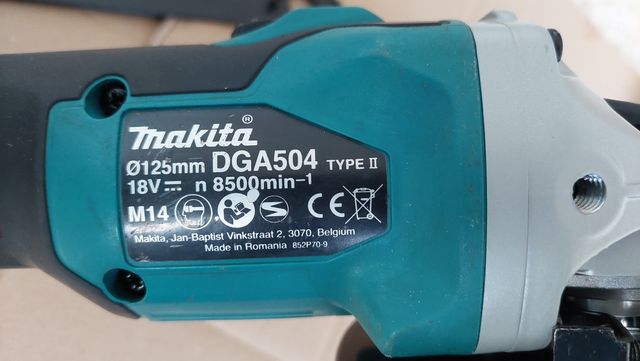 makita®
Ø125mm DGA504 TYPE II
18V⎓ n 8500min-1
M14 CE
Makita, Jan-Baptist Vinkstraat 2, 3070, Belgium
Made in Romania 852P70-9